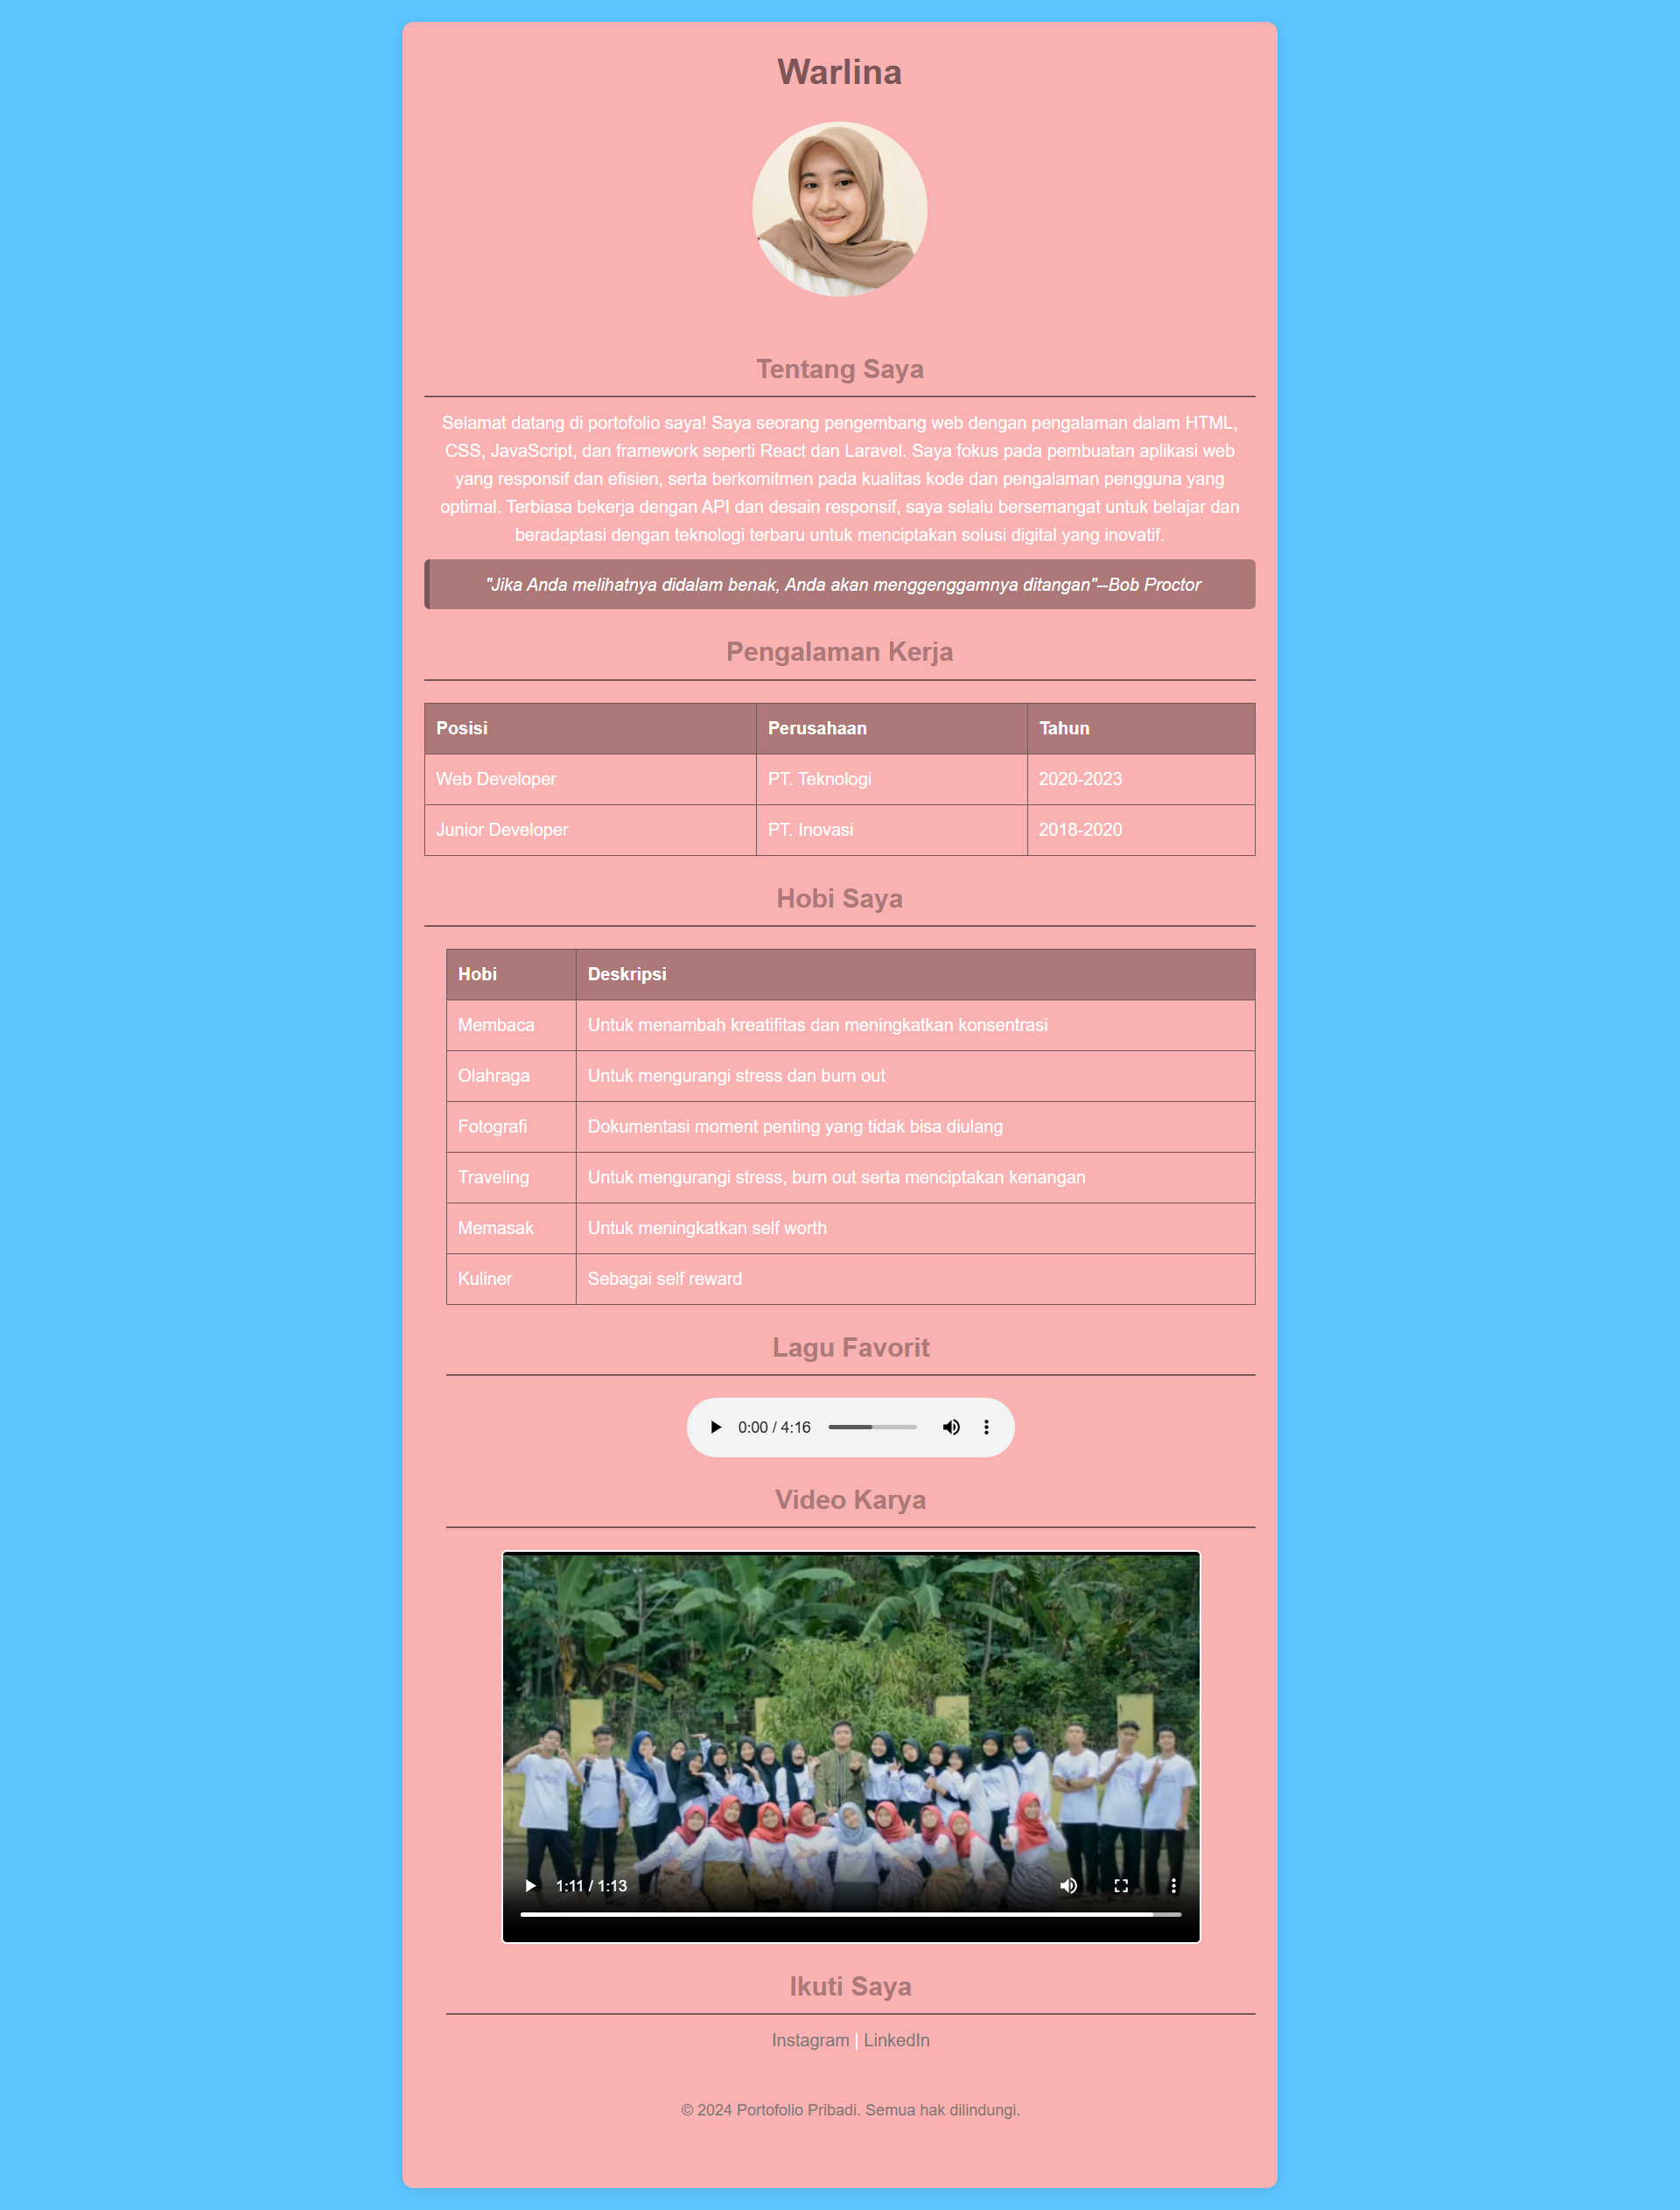 Warlina
Tentang Saya
Selamat datang di portofolio saya! Saya seorang pengembang web dengan pengalaman dalam HTML,
CSS, JavaScript, dan framework seperti React dan Laravel. Saya fokus pada pembuatan aplikasi web
yang responsif dan efisien, serta berkomitmen pada kualitas kode dan pengalaman pengguna yang
optimal. Terbiasa bekerja dengan API dan desain responsif, saya selalu bersemangat untuk belajar dan
beradaptasi dengan teknologi terbaru untuk menciptakan solusi digital yang inovatif.
"Jika Anda melihatnya didalam benak, Anda akan menggenggamnya ditangan"--Bob Proctor
Pengalaman Kerja
Posisi Perusahaan Tahun
Web Developer PT. Teknologi 2020-2023
Junior Developer PT. Inovasi 2018-2020
Hobi Saya
Hobi Deskripsi
Membaca Untuk menambah kreatifitas dan meningkatkan konsentrasi
Olahraga Untuk mengurangi stress dan burn out
Fotografi Dokumentasi moment penting yang tidak bisa diulang
Traveling Untuk mengurangi stress, burn out serta menciptakan kenangan
Memasak Untuk meningkatkan self worth
Kuliner Sebagai self reward
Lagu Favorit
0:00 / 4:16
Video Karya
1:11 / 1:13
Ikuti Saya
Instagram | LinkedIn
© 2024 Portofolio Pribadi. Semua hak dilindungi.